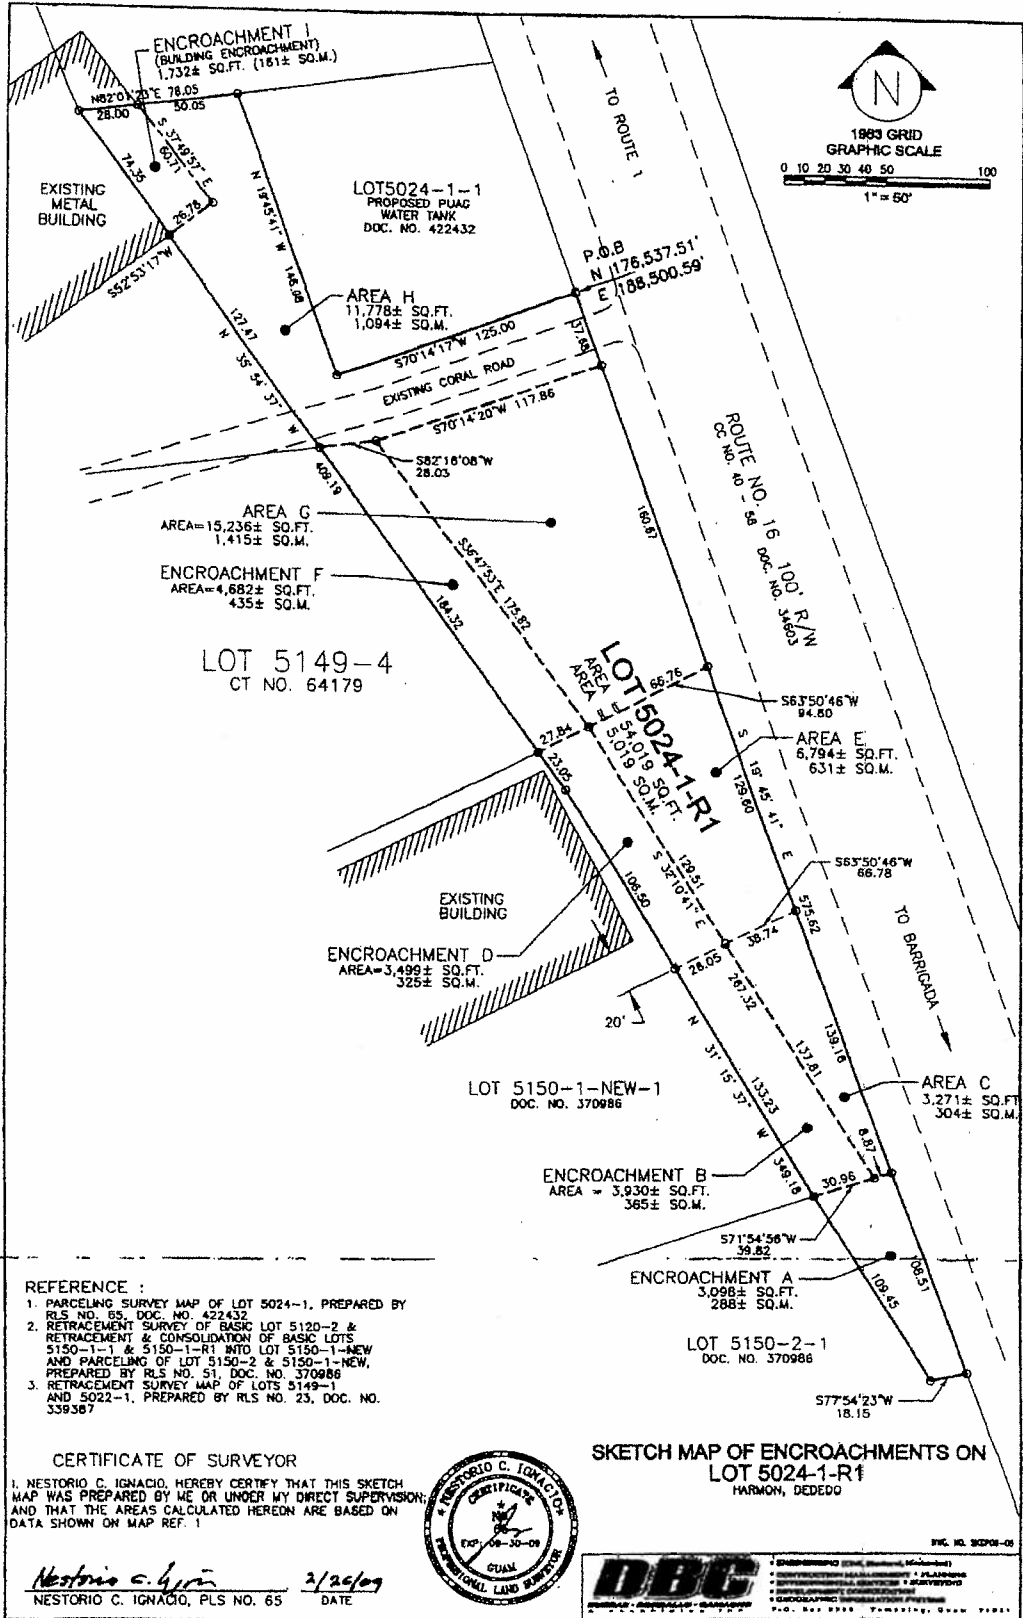 ENCROACHMENT I
(BUILDING ENCROACHMENT)
1,732± SQ.FT. (161± SQ.M.)
N82°01'23"E 78.05
28.00
50.05
S 37°49'57" E
60.71
74.35
26.78
S52°53'17"W
EXISTING
METAL
BUILDING
LOT5024-1-1
PROPOSED PUAG
WATER TANK
DOC. NO. 422432
N 19°45'41" W 146.08
TO ROUTE 1
N
1983 GRID
GRAPHIC SCALE
0 10 20 30 40 50 100
1" = 60'
P.O.B
N 176,537.51'
E 188,500.59'
AREA H
11,778± SQ.FT.
1,094± SQ.M.
S70°14'17"W 125.00
37.68
EXISTING CORAL ROAD
S70°14'20"W 117.86
127.47
N 35° 54' 37" W
409.19
S82°16'08"W
28.03
AREA G
AREA=15,236± SQ.FT.
1,415± SQ.M.
ENCROACHMENT F
AREA=4,682± SQ.FT.
435± SQ.M.
S36°47'53"E 175.82
184.32
160.67
ROUTE NO. 16 100' R/W
CC NO. 40 - 58 DOC. NO. 34603
LOT 5149-4
CT NO. 64179
LOT 5024-1-R1
AREA = 54,019 SQ.FT.
AREA = 5,019 SQ.M.
66.76
S63°50'46"W
94.60
27.84
23.05
AREA E
6,794± SQ.FT.
631± SQ.M.
S 19° 45' 41" E
129.60
575.62
129.51
S 32°10'41" E
106.50
S63°50'46"W
66.78
EXISTING
BUILDING
ENCROACHMENT D
AREA=3,499± SQ.FT.
325± SQ.M.
38.74
28.05
267.32
20'
TO BARRIGADA
139.16
137.81
N 31° 15' 37" W
133.23
349.18
LOT 5150-1-NEW-1
DOC. NO. 370986
AREA C
3,271± SQ.FT
304± SQ.M.
8.87
ENCROACHMENT B
AREA = 3,930± SQ.FT.
365± SQ.M.
30.96
S71°54'56"W
39.82
ENCROACHMENT A
3,098± SQ.FT.
288± SQ.M.
108.51
109.45
LOT 5150-2-1
DOC. NO. 370986
S77°54'23"W
18.15
REFERENCE :
1. PARCELING SURVEY MAP OF LOT 5024-1, PREPARED BY
RLS NO. 65, DOC. NO. 422432
2. RETRACEMENT SURVEY OF BASIC LOT 5120-2 &
RETRACEMENT & CONSOLIDATION OF BASIC LOTS
5150-1-1 & 5150-1-R1 INTO LOT 5150-1-NEW
AND PARCELING OF LOT 5150-2 & 5150-1-NEW,
PREPARED BY RLS NO. 51, DOC. NO. 370986
3. RETRACEMENT SURVEY MAP OF LOTS 5149-1
AND 5022-1, PREPARED BY RLS NO. 23, DOC. NO.
339387
CERTIFICATE OF SURVEYOR
I, NESTORIO C. IGNACIO, HEREBY CERTIFY THAT THIS SKETCH
MAP WAS PREPARED BY ME OR UNDER MY DIRECT SUPERVISION;
AND THAT THE AREAS CALCULATED HEREON ARE BASED ON
DATA SHOWN ON MAP REF. 1
Nestorio C. Ignacio
NESTORIO C. IGNACIO, PLS NO. 65
2/26/09
DATE
NESTORIO C. IGNACIO
CERTIFICATE
EXP: 09-30-09
GUAM
PROFESSIONAL LAND SURVEYOR
SKETCH MAP OF ENCROACHMENTS ON
LOT 5024-1-R1
HARMON, DEDEDO
DBC